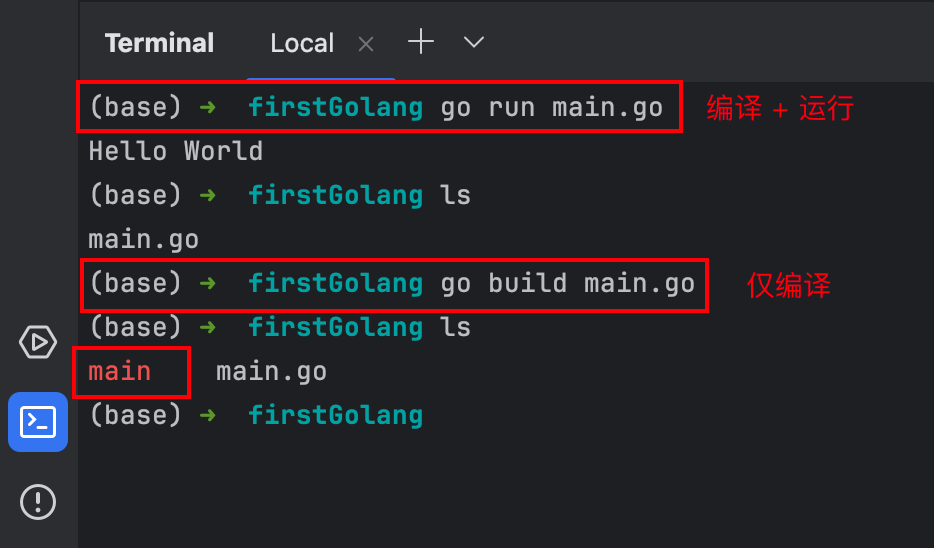 Terminal Local
(base) ➜ firstGolang go run main.go 编译 + 运行
Hello World
(base) ➜ firstGolang ls
main.go
(base) ➜ firstGolang go build main.go 仅编译
(base) ➜ firstGolang ls
main main.go
(base) ➜ firstGolang